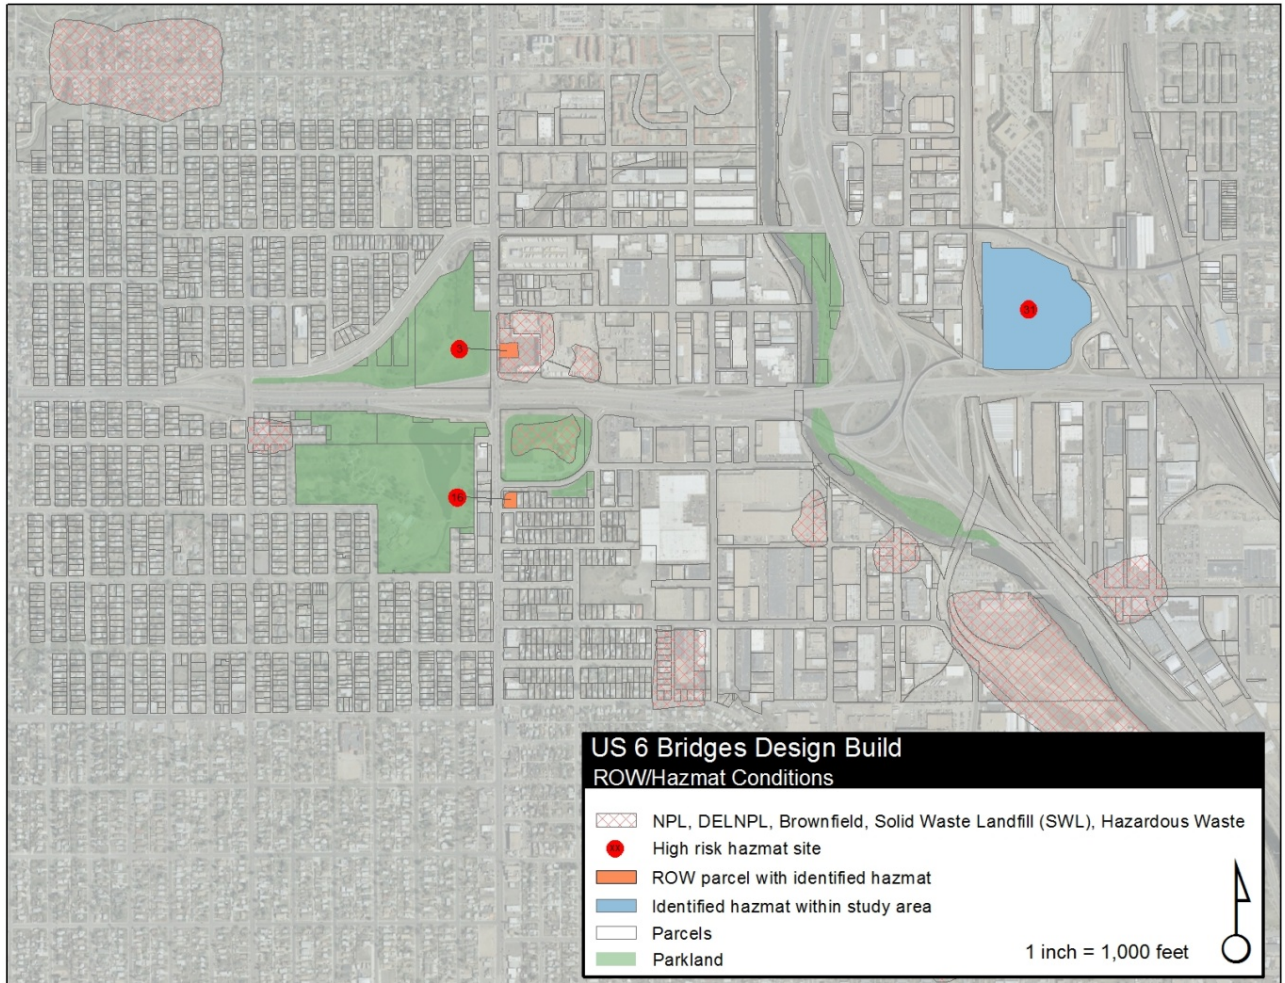 31
3
16
US 6 Bridges Design Build
ROW/Hazmat Conditions
NPL, DELNPL, Brownfield, Solid Waste Landfill (SWL), Hazardous Waste
High risk hazmat site
ROW parcel with identified hazmat
Identified hazmat within study area
Parcels
Parkland
1 inch = 1,000 feet